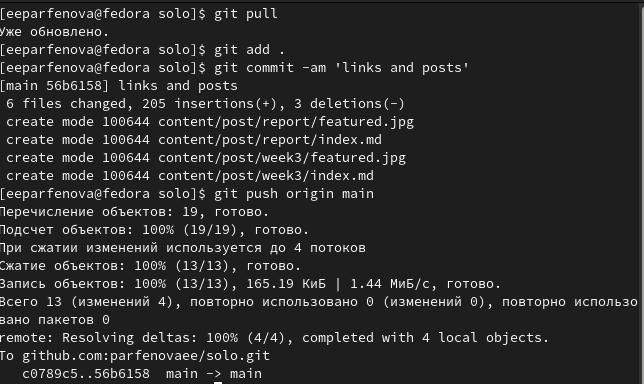 [eeparfenova@fedora solo]$ git pull
Уже обновлено.
[eeparfenova@fedora solo]$ git add .
[eeparfenova@fedora solo]$ git commit -am 'links and posts'
[main 56b6158] links and posts
 6 files changed, 205 insertions(+), 3 deletions(-)
 create mode 100644 content/post/report/featured.jpg
 create mode 100644 content/post/report/index.md
 create mode 100644 content/post/week3/featured.jpg
 create mode 100644 content/post/week3/index.md
[eeparfenova@fedora solo]$ git push origin main
Перечисление объектов: 19, готово.
Подсчет объектов: 100% (19/19), готово.
При сжатии изменений используется до 4 потоков
Сжатие объектов: 100% (13/13), готово.
Запись объектов: 100% (13/13), 165.19 КиБ | 1.44 МиБ/с, готово.
Всего 13 (изменений 4), повторно использовано 0 (изменений 0), повторно использо
вано пакетов 0
remote: Resolving deltas: 100% (4/4), completed with 4 local objects.
To github.com:parfenovaee/solo.git
   c0789c5..56b6158  main -> main